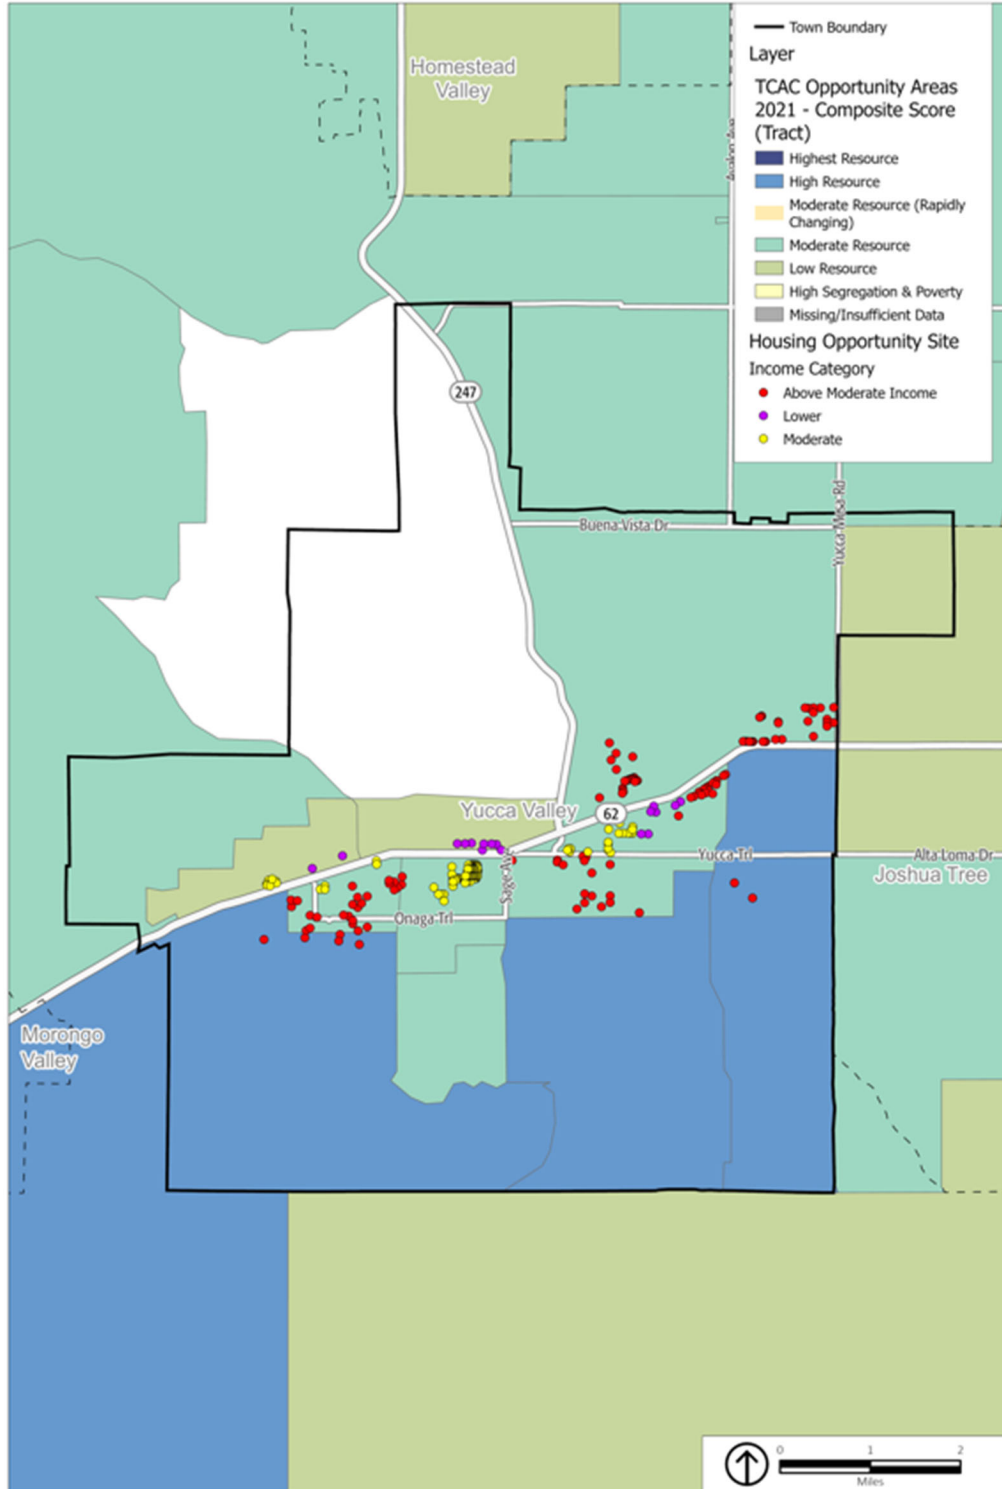 Town Boundary
Layer
TCAC Opportunity Areas
2021 - Composite Score
(Tract)
Highest Resource
High Resource
Moderate Resource (Rapidly
Changing)
Moderate Resource
Low Resource
High Segregation & Poverty
Missing/Insufficient Data
Housing Opportunity Site
Income Category
Above Moderate Income
Lower
Moderate
Homestead
Valley
Avalon Ave
247
Buena Vista Dr
Yucca Mesa Rd
Yucca Valley
62
Yucca Trl
Alta Loma Dr
Joshua Tree
Sage Ave
Onaga Trl
Morongo
Valley
0 1 2
Miles